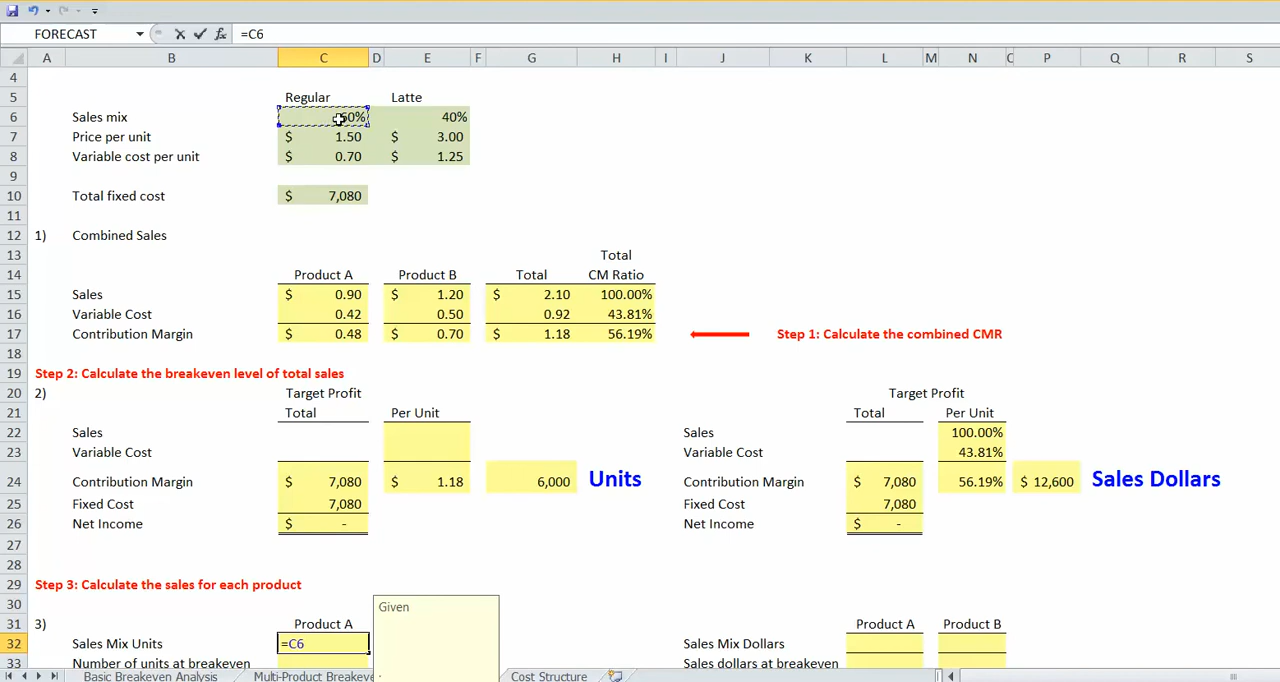 FORECAST =C6
A B C D E F G H I J K L M N C P Q R S
4
5 Regular Latte
6 Sales mix 60% 40%
7 Price per unit $ 1.50 $ 3.00
8 Variable cost per unit $ 0.70 $ 1.25
9
10 Total fixed cost $ 7,080
11
12 1) Combined Sales
13 Total
14 Product A Product B Total CM Ratio
15 Sales $ 0.90 $ 1.20 $ 2.10 100.00%
16 Variable Cost 0.42 0.50 0.92 43.81%
17 Contribution Margin $ 0.48 $ 0.70 $ 1.18 56.19% Step 1: Calculate the combined CMR
18
19 Step 2: Calculate the breakeven level of total sales
20 2) Target Profit Target Profit
21 Total Per Unit Total Per Unit
22 Sales Sales 100.00%
23 Variable Cost Variable Cost 43.81%
24 Contribution Margin $ 7,080 $ 1.18 6,000 Units Contribution Margin $ 7,080 56.19% $ 12,600 Sales Dollars
25 Fixed Cost 7,080 Fixed Cost 7,080
26 Net Income $ - Net Income $ -
27
28
29 Step 3: Calculate the sales for each product
30 Given
31 3) Product A Product A Product B
32 Sales Mix Units =C6 Sales Mix Dollars
33 Number of units at breakeven Sales dollars at breakeven
Basic Breakeven Analysis Multi-Product Breakeve Cost Structure